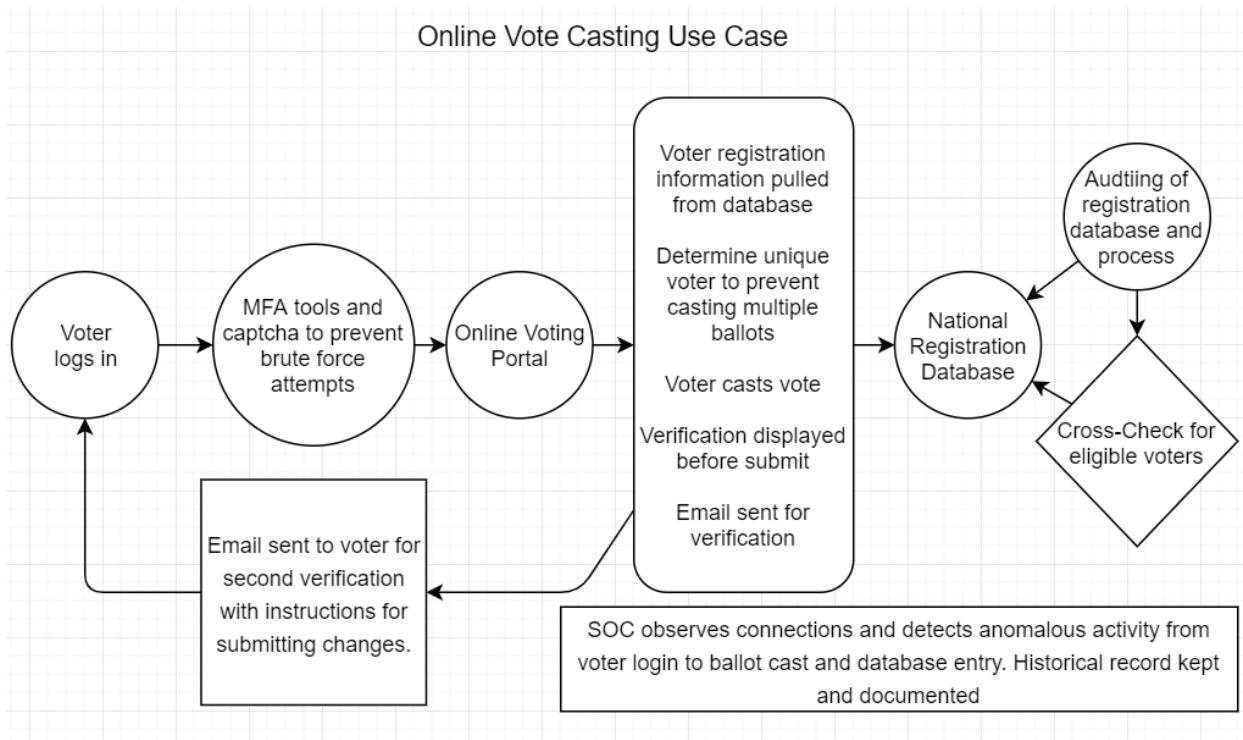 Online Vote Casting Use Case
Voter
logs in
MFA tools and
captcha to prevent
brute force
attempts
Online Voting
Portal
Voter registration
information pulled
from database
Determine unique
voter to prevent
casting multiple
ballots
Voter casts vote
Verification displayed
before submit
Email sent for
verification
National
Registration
Database
Audtiing of
registration
database and
process
Cross-Check for
eligible voters
Email sent to voter for
second verification
with instructions for
submitting changes.
SOC observes connections and detects anomalous activity from
voter login to ballot cast and database entry. Historical record kept
and documented